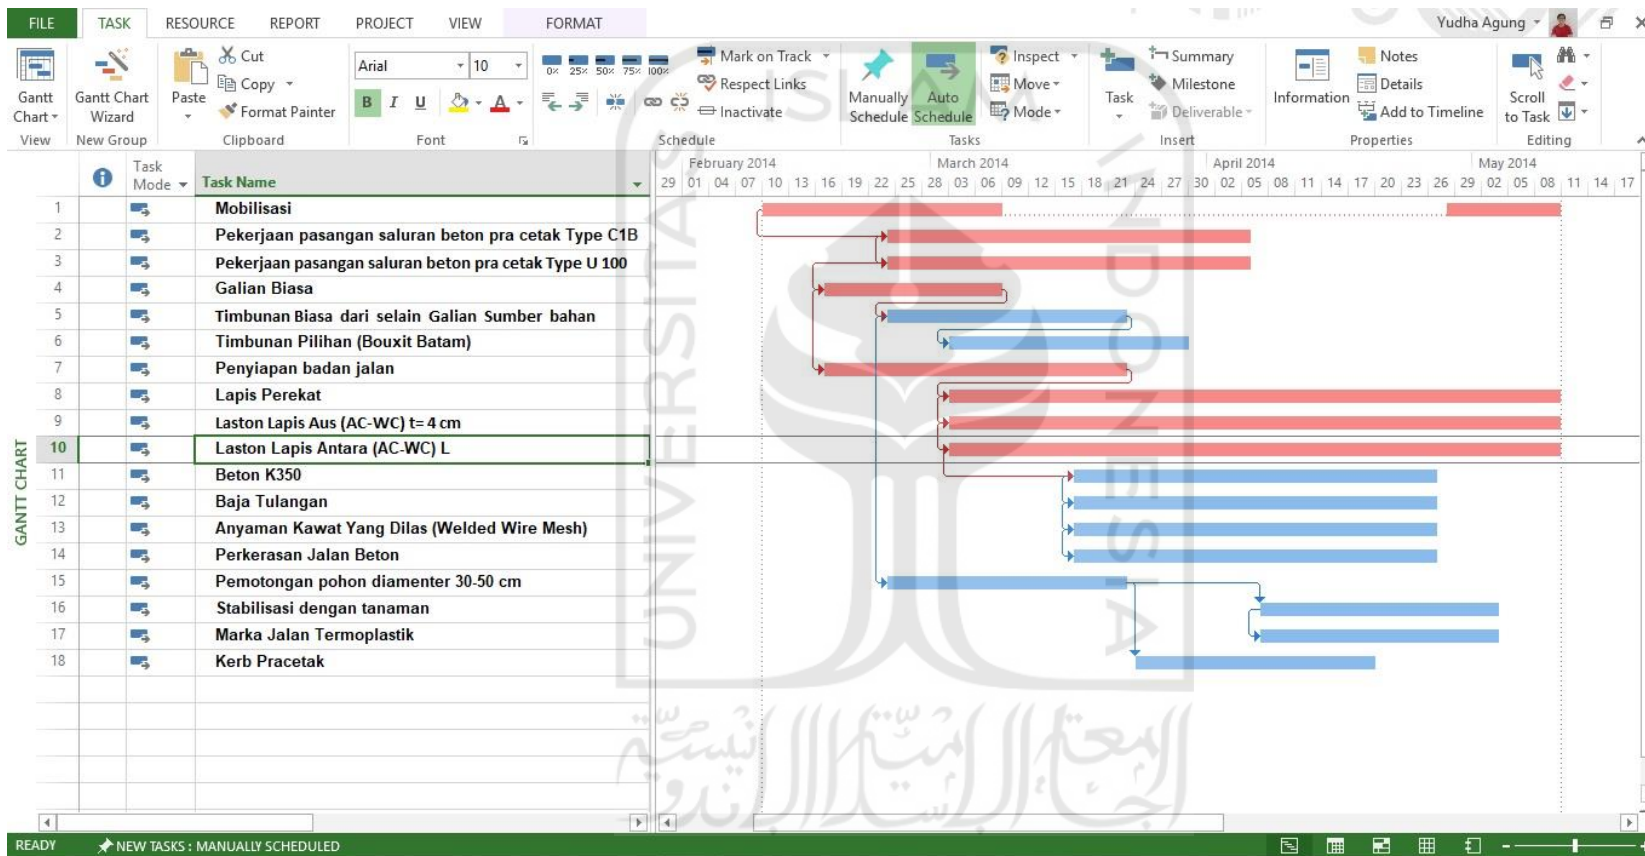 FILE TASK RESOURCE REPORT PROJECT VIEW FORMAT Yudha Agung
Cut
Copy
Format Painter
Gantt Chart
Gantt Chart Wizard
Paste
Arial 10
B I U A
0% 25% 50% 75% 100%
Mark on Track
Respect Links
Inactivate
Manually Schedule
Auto Schedule
Inspect
Move
Mode
Task
Summary
Milestone
Deliverable
Information
Notes
Details
Add to Timeline
Scroll to Task
View New Group Clipboard Font Schedule Tasks Insert Properties Editing
Task Mode Task Name
February 2014 March 2014 April 2014 May 2014
29 01 04 07 10 13 16 19 22 25 28 03 06 09 12 15 18 21 24 27 30 02 05 08 11 14 17 20 23 26 29 02 05 08 11 14 17
1 Mobilisasi
2 Pekerjaan pasangan saluran beton pra cetak Type C1B
3 Pekerjaan pasangan saluran beton pra cetak Type U 100
4 Galian Biasa
5 Timbunan Biasa dari selain Galian Sumber bahan
6 Timbunan Pilihan (Bouxit Batam)
7 Penyiapan badan jalan
8 Lapis Perekat
9 Laston Lapis Aus (AC-WC) t= 4 cm
10 Laston Lapis Antara (AC-WC) L
11 Beton K350
12 Baja Tulangan
13 Anyaman Kawat Yang Dilas (Welded Wire Mesh)
14 Perkerasan Jalan Beton
15 Pemotongan pohon diamenter 30-50 cm
16 Stabilisasi dengan tanaman
17 Marka Jalan Termoplastik
18 Kerb Pracetak
GANTT CHART
UNIVERSITAS
ISLAM
INDONESIA
READY NEW TASKS : MANUALLY SCHEDULED